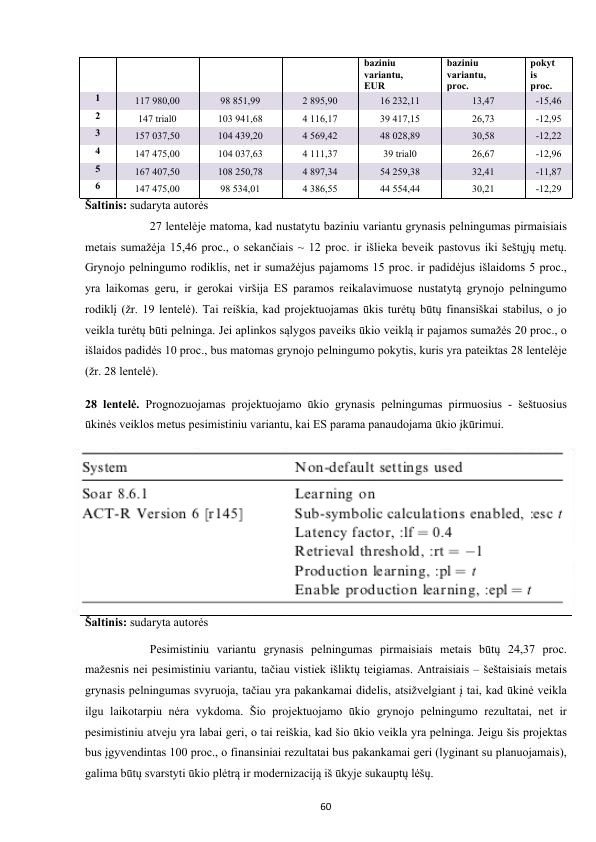 baziniu variantu, EUR baziniu variantu, proc. pokyt is proc.
1 117 980,00 98 851,99 2 895,90 16 232,11 13,47 -15,46
2 147 trial0 103 941,68 4 116,17 39 417,15 26,73 -12,95
3 157 037,50 104 439,20 4 569,42 48 028,89 30,58 -12,22
4 147 475,00 104 037,63 4 111,37 39 trial0 26,67 -12,96
5 167 407,50 108 250,78 4 897,34 54 259,38 32,41 -11,87
6 147 475,00 98 534,01 4 386,55 44 554,44 30,21 -12,29
Šaltinis: sudaryta autorės
27 lentelėje matoma, kad nustatytu baziniu variantu grynasis pelningumas pirmaisiais
metais sumažėja 15,46 proc., o sekančiais ~ 12 proc. ir išlieka beveik pastovus iki šeštųjų metų.
Grynojo pelningumo rodiklis, net ir sumažėjus pajamoms 15 proc. ir padidėjus išlaidoms 5 proc.,
yra laikomas geru, ir gerokai viršija ES paramos reikalavimuose nustatytą grynojo pelningumo
rodiklį (žr. 19 lentelė). Tai reiškia, kad projektuojamas ūkis turėtų būtų finansiškai stabilus, o jo
veikla turėtų būti pelninga. Jei aplinkos sąlygos paveiks ūkio veiklą ir pajamos sumažės 20 proc., o
išlaidos padidės 10 proc., bus matomas grynojo pelningumo pokytis, kuris yra pateiktas 28 lentelėje
(žr. 28 lentelė).
28 lentelė. Prognozuojamas projektuojamo ūkio grynasis pelningumas pirmuosius - šeštuosius
ūkinės veiklos metus pesimistiniu variantu, kai ES parama panaudojama ūkio įkūrimui.
System Non-default settings used
Soar 8.6.1 Learning on
ACT-R Version 6 [r145] Sub-symbolic calculations enabled, :esc t
Latency factor, :lf = 0.4
Retrieval threshold, :rt = −1
Production learning, :pl = t
Enable production learning, :epl = t
Šaltinis: sudaryta autorės
Pesimistiniu variantu grynasis pelningumas pirmaisiais metais būtų 24,37 proc.
mažesnis nei pesimistiniu variantu, tačiau vistiek išliktų teigiamas. Antraisiais – šeštaisiais metais
grynasis pelningumas svyruoja, tačiau yra pakankamai didelis, atsižvelgiant į tai, kad ūkinė veikla
ilgu laikotarpiu nėra vykdoma. Šio projektuojamo ūkio grynojo pelningumo rezultatai, net ir
pesimistiniu atveju yra labai geri, o tai reiškia, kad šio ūkio veikla yra pelninga. Jeigu šis projektas
bus įgyvendintas 100 proc., o finansiniai rezultatai bus pakankamai geri (lyginant su planuojamais),
galima būtų svarstyti ūkio plėtrą ir modernizaciją iš ūkyje sukauptų lėšų.
60